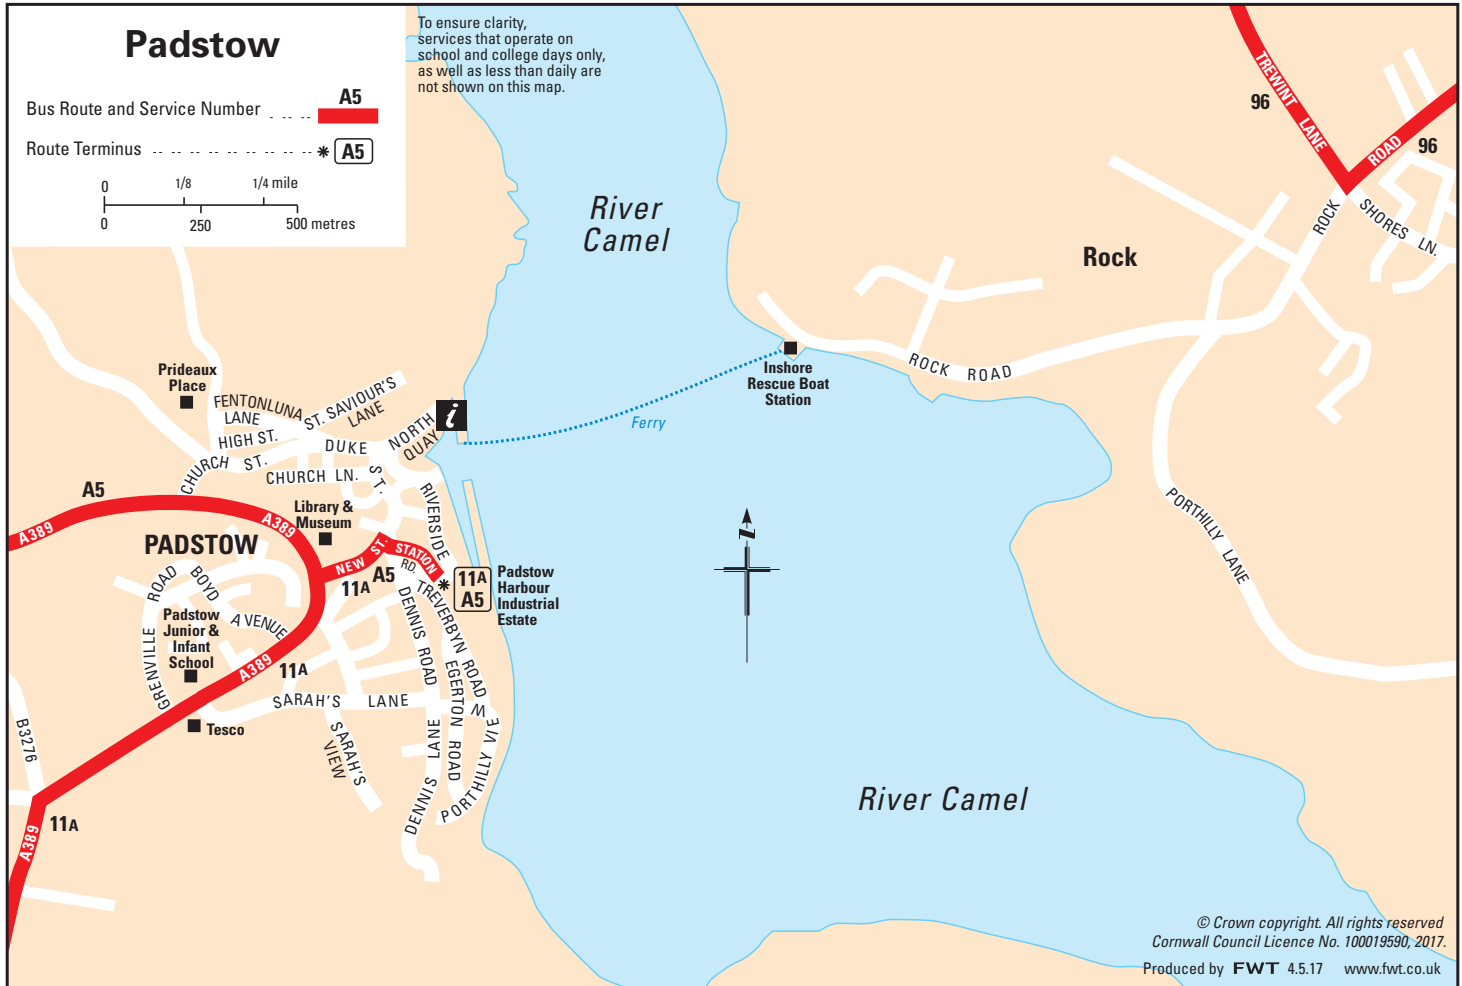 Padstow
Bus Route and Service Number
A5
Route Terminus
A5
0
1/8
1/4 mile
0
250
500 metres
To ensure clarity,
services that operate on
school and college days only,
as well as less than daily are
not shown on this map.
River
Camel
TREWINT LANE
96
ROAD
96
ROCK
SHORES LN.
Rock
Inshore
Rescue Boat
Station
ROCK ROAD
Ferry
PORTHILLY LANE
Prideaux
Place
FENTONLUNA
LANE
ST. SAVIOUR'S
LANE
HIGH ST.
NORTH
QUAY
i
DUKE
ST.
CHURCH ST.
CHURCH LN.
RIVERSIDE
A5
A389
A389
Library &
Museum
PADSTOW
NEW ST.
STATION
RD.
11A
A5
11A
A5
Padstow
Harbour
Industrial
Estate
N
BOYD
AVENUE
GRENVILLE ROAD
Padstow
Junior &
Infant
School
A389
11A
DENNIS ROAD
TREVERBYN ROAD
EGERTON ROAD
SARAH'S LANE
SARAH'S
VIEW
DENNIS LANE
PORTHILLY VIEW
Tesco
B3276
11A
A389
River Camel
© Crown copyright. All rights reserved
Cornwall Council Licence No. 100019590, 2017.
Produced by FWT 4.5.17 www.fwt.co.uk